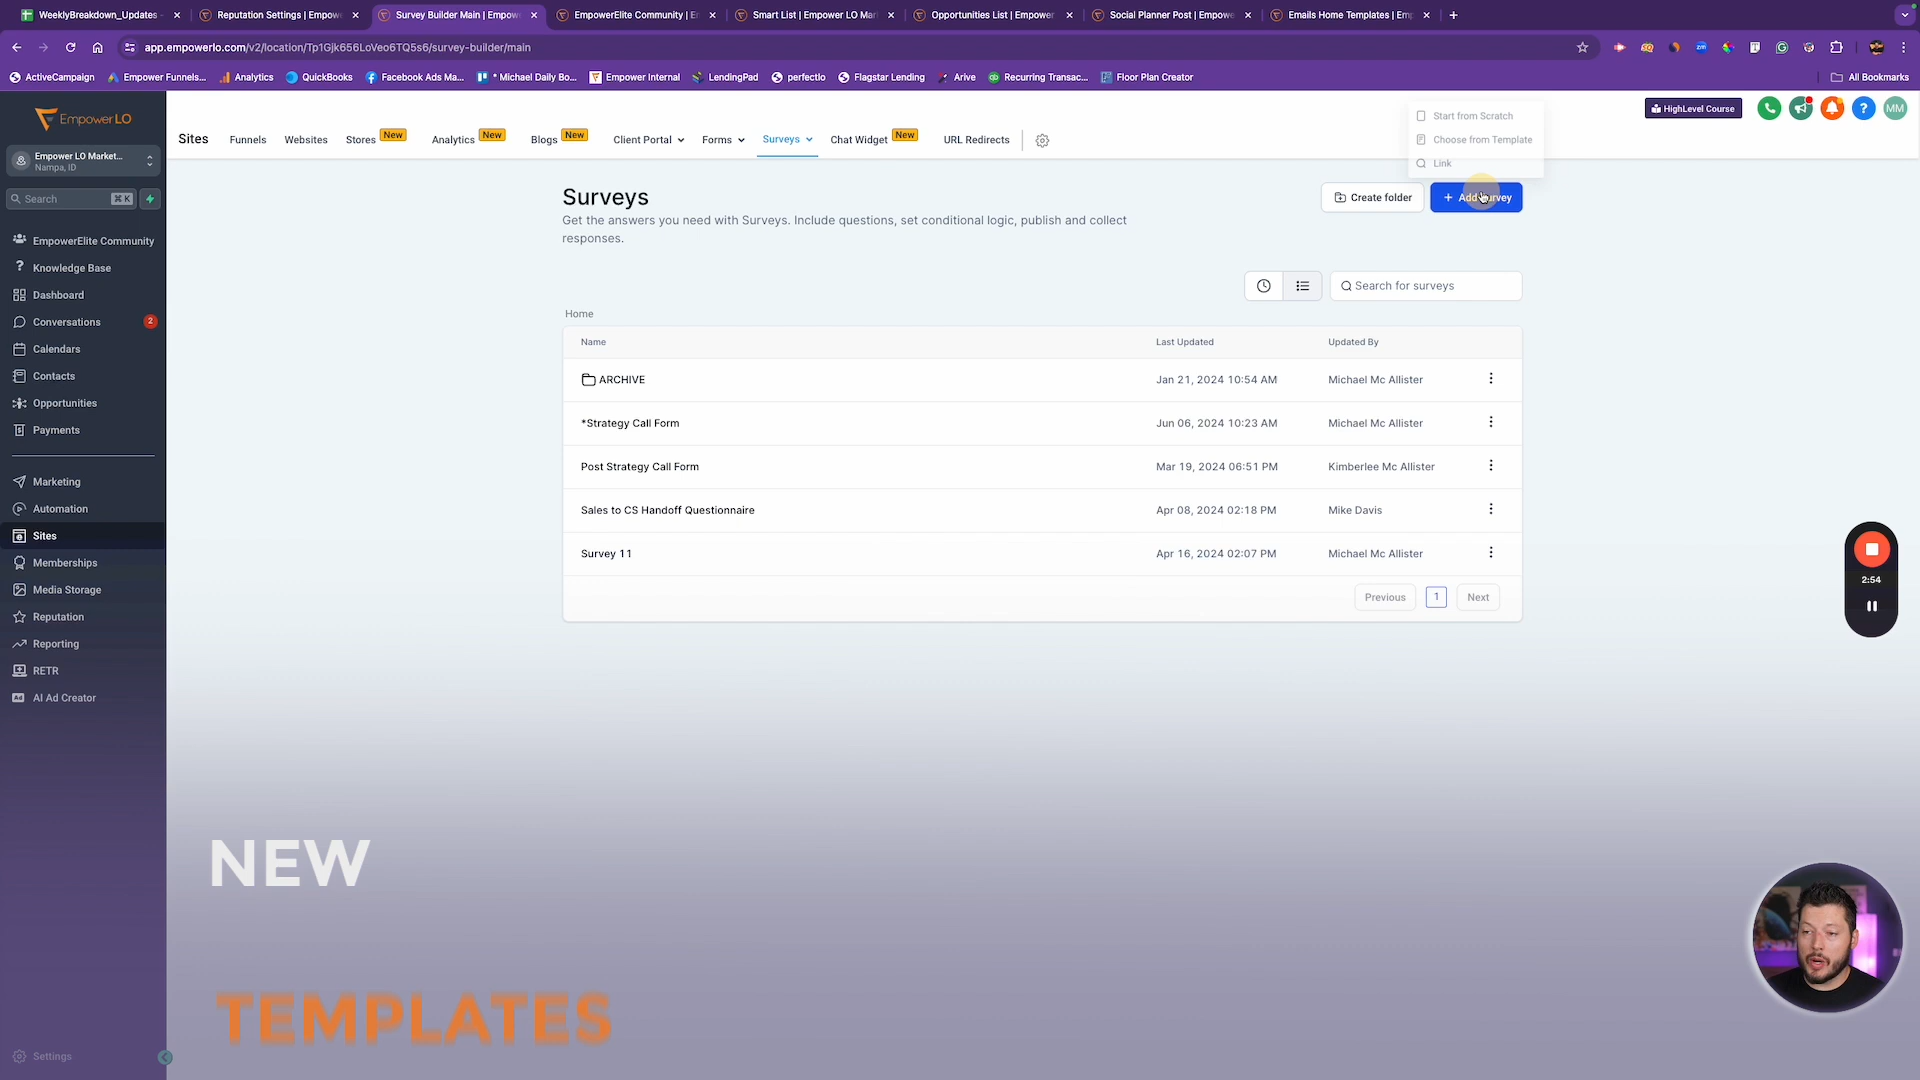 WeeklyBreakdown_Updates
Reputation Settings | Empow
Survey Builder Main | Empow
EmpowerElite Community | E
Smart List | Empower LO Mar
Opportunities List | Empower
Social Planner Post | Empow
Emails Home Templates | Em
app.empowerlo.com/v2/location/Tp1Gjk656LoVeo6TQ5s6/survey-builder/main
ActiveCampaign
Empower Funnels...
Analytics
QuickBooks
Facebook Ads Ma...
* Michael Daily Bo...
Empower Internal
LendingPad
perfectlo
Flagstar Lending
Arive
Recurring Transac...
Floor Plan Creator
All Bookmarks
Empower LO
Empower LO Market...
Nampa, ID
Search
⌘ K
EmpowerElite Community
Knowledge Base
Dashboard
Conversations
2
Calendars
Contacts
Opportunities
Payments
Marketing
Automation
Sites
Memberships
Media Storage
Reputation
Reporting
RETR
AI Ad Creator
Settings
Sites
Funnels
Websites
Stores New
Analytics New
Blogs New
Client Portal
Forms
Surveys
Chat Widget New
URL Redirects
HighLevel Course
MM
Start from Scratch
Choose from Template
Link
Surveys
Get the answers you need with Surveys. Include questions, set conditional logic, publish and collect
responses.
Create folder
+ Add Survey
Search for surveys
Home
Name Last Updated Updated By
ARCHIVE Jan 21, 2024 10:54 AM Michael Mc Allister
*Strategy Call Form Jun 06, 2024 10:23 AM Michael Mc Allister
Post Strategy Call Form Mar 19, 2024 06:51 PM Kimberlee Mc Allister
Sales to CS Handoff Questionnaire Apr 08, 2024 02:18 PM Mike Davis
Survey 11 Apr 16, 2024 02:07 PM Michael Mc Allister
Previous 1 Next
2:54
NEW
TEMPLATES